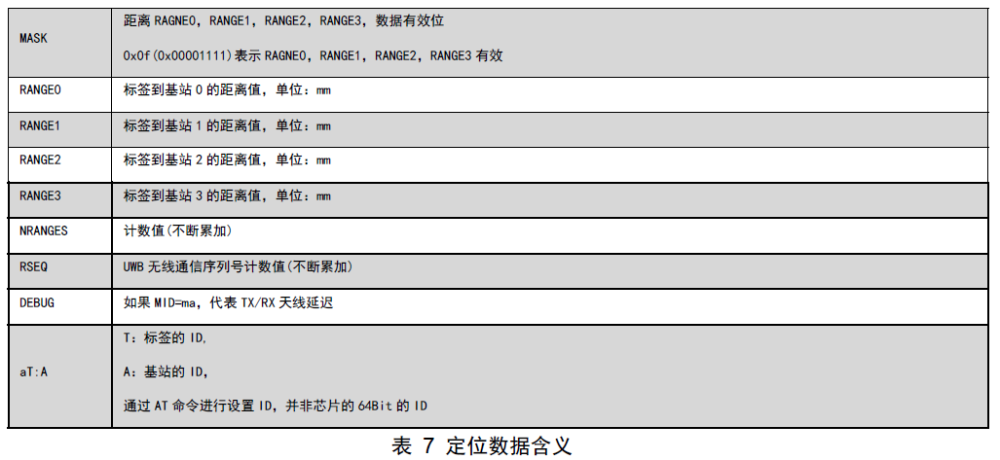 MASK
距离 RAGNE0，RANGE1，RANGE2，RANGE3，数据有效位
0x0f(0x00001111)表示 RAGNE0，RANGE1，RANGE2，RANGE3 有效
RANGE0
标签到基站 0 的距离值，单位：mm
RANGE1
标签到基站 1 的距离值，单位：mm
RANGE2
标签到基站 2 的距离值，单位：mm
RANGE3
标签到基站 3 的距离值，单位：mm
NRANGES
计数值(不断累加)
RSEQ
UWB 无线通信序列号计数值(不断累加)
DEBUG
如果 MID=ma，代表 TX/RX 天线延迟
aT:A
T：标签的 ID,
A：基站的 ID，
通过 AT 命令进行设置 ID，并非芯片的 64Bit 的 ID
表 7 定位数据含义